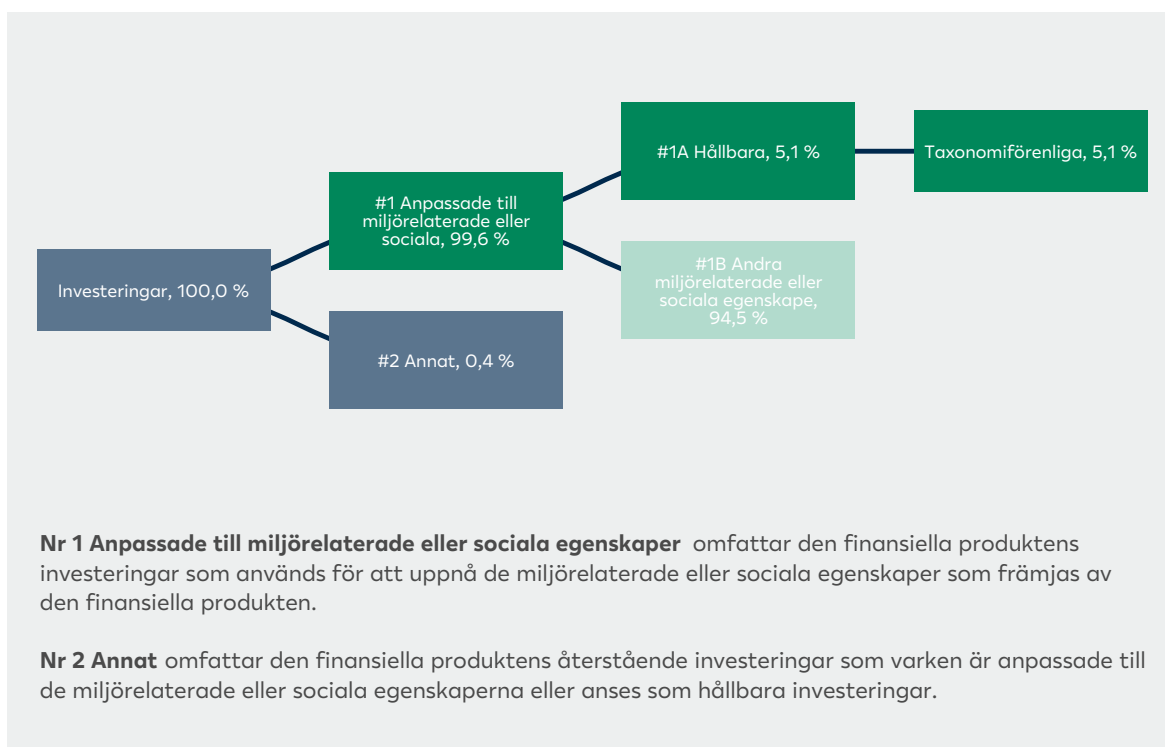 #1A Hållbara, 5,1 %
Taxonomiförenliga, 5,1 %
#1 Anpassade till
miljörelaterade eller
sociala, 99,6 %
#1B Andra
miljörelaterade eller
sociala egenskape,
94,5 %
Investeringar, 100,0 %
#2 Annat, 0,4 %
Nr 1 Anpassade till miljörelaterade eller sociala egenskaper omfattar den finansiella produktens
investeringar som används för att uppnå de miljörelaterade eller sociala egenskaper som främjas av
den finansiella produkten.
Nr 2 Annat omfattar den finansiella produktens återstående investeringar som varken är anpassade till
de miljörelaterade eller sociala egenskaperna eller anses som hållbara investeringar.